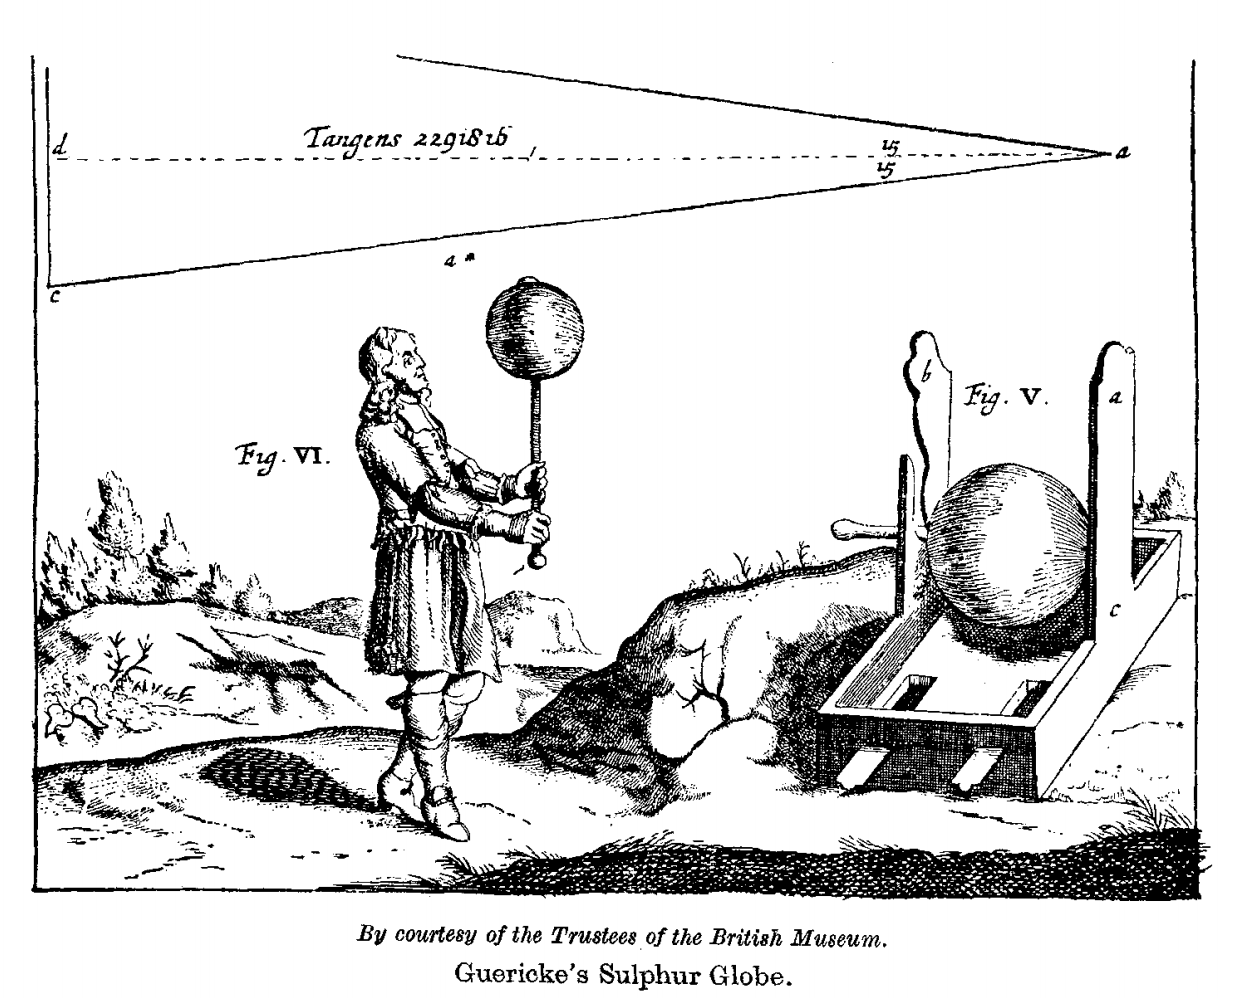 d
Tangens 2291816
15
15
a
a *
c
b
Fig. V.
a
Fig. VI.
c
By courtesy of the Trustees of the British Museum.
Guericke's Sulphur Globe.